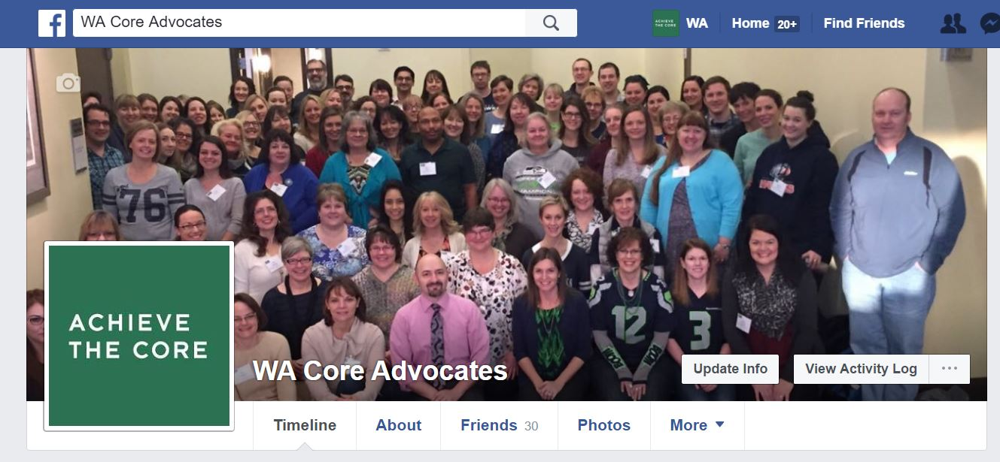 WA Core Advocates
ACHIEVE THE CORE
WA
Home 20+
Find Friends
76
12
3
ACHIEVE
THE CORE
WA Core Advocates
Update Info
View Activity Log
Timeline
About
Friends 30
Photos
More